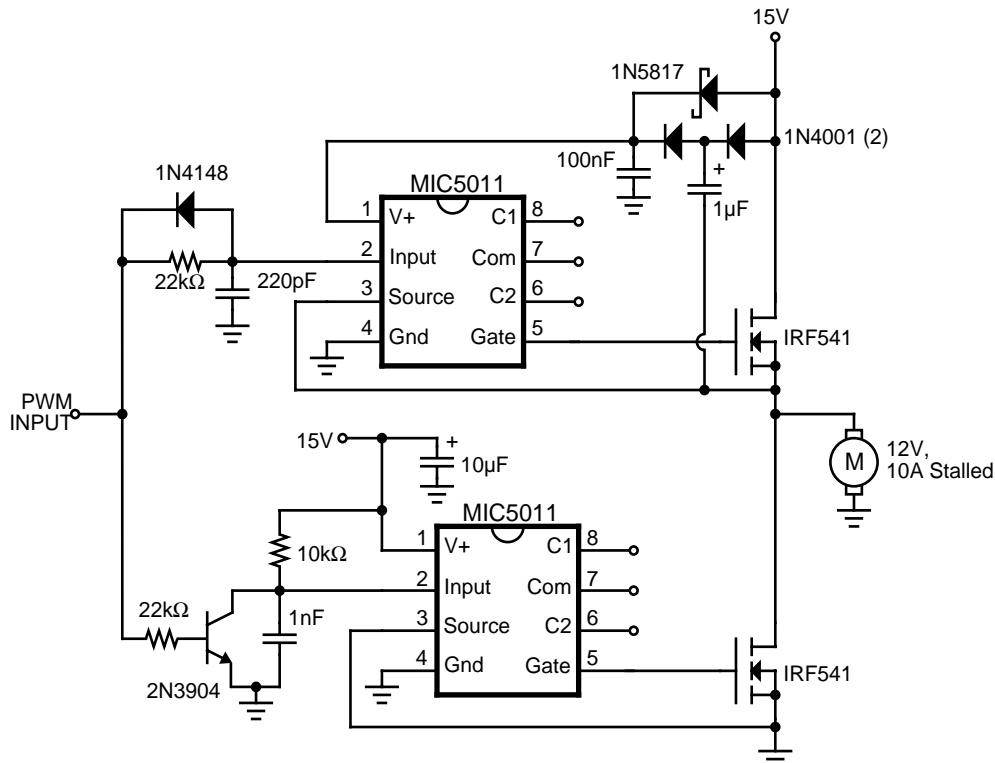 15V
1N5817
1N4001 (2)
100nF
+
1µF
1N4148
MIC5011
1 V+ C1 8
2 Input Com 7
3 Source C2 6
4 Gnd Gate 5
22kΩ
220pF
IRF541
PWM
INPUT
15V
+
10µF
M
12V,
10A Stalled
MIC5011
10kΩ
1 V+ C1 8
2 Input Com 7
3 Source C2 6
4 Gnd Gate 5
22kΩ
1nF
2N3904
IRF541